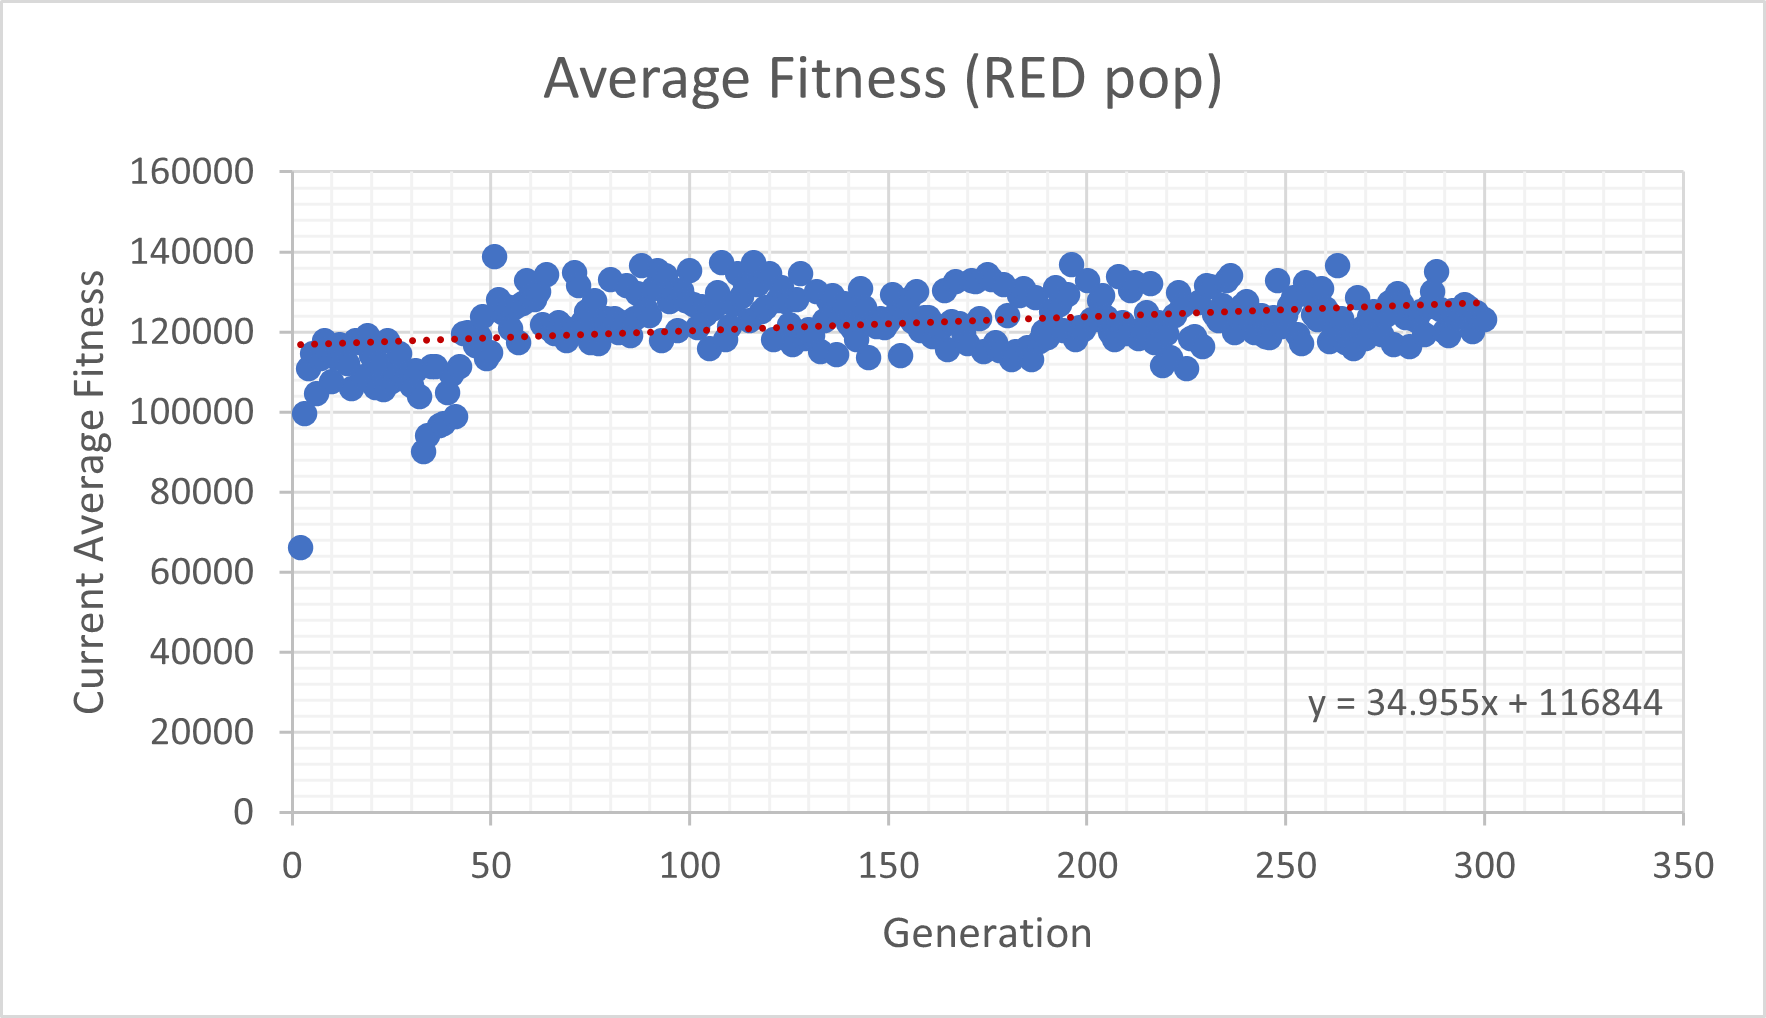 Average Fitness (RED pop)
Current Average Fitness
160000
140000
120000
100000
80000
60000
40000
20000
0
y = 34.955x + 116844
0 50 100 150 200 250 300 350
Generation